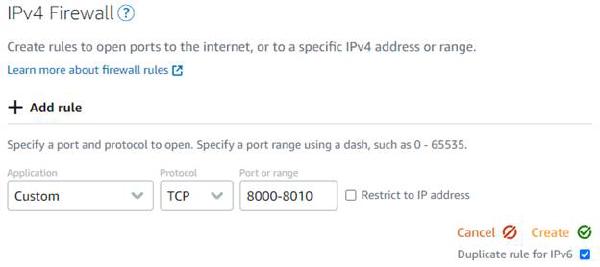 IPv4 Firewall ?
Create rules to open ports to the internet, or to a specific IPv4 address or range.
Learn more about firewall rules
+ Add rule
Specify a port and protocol to open. Specify a port range using a dash, such as 0 - 65535.
Application Protocol Port or range
Custom TCP 8000-8010 Restrict to IP address
Cancel Create
Duplicate rule for IPv6